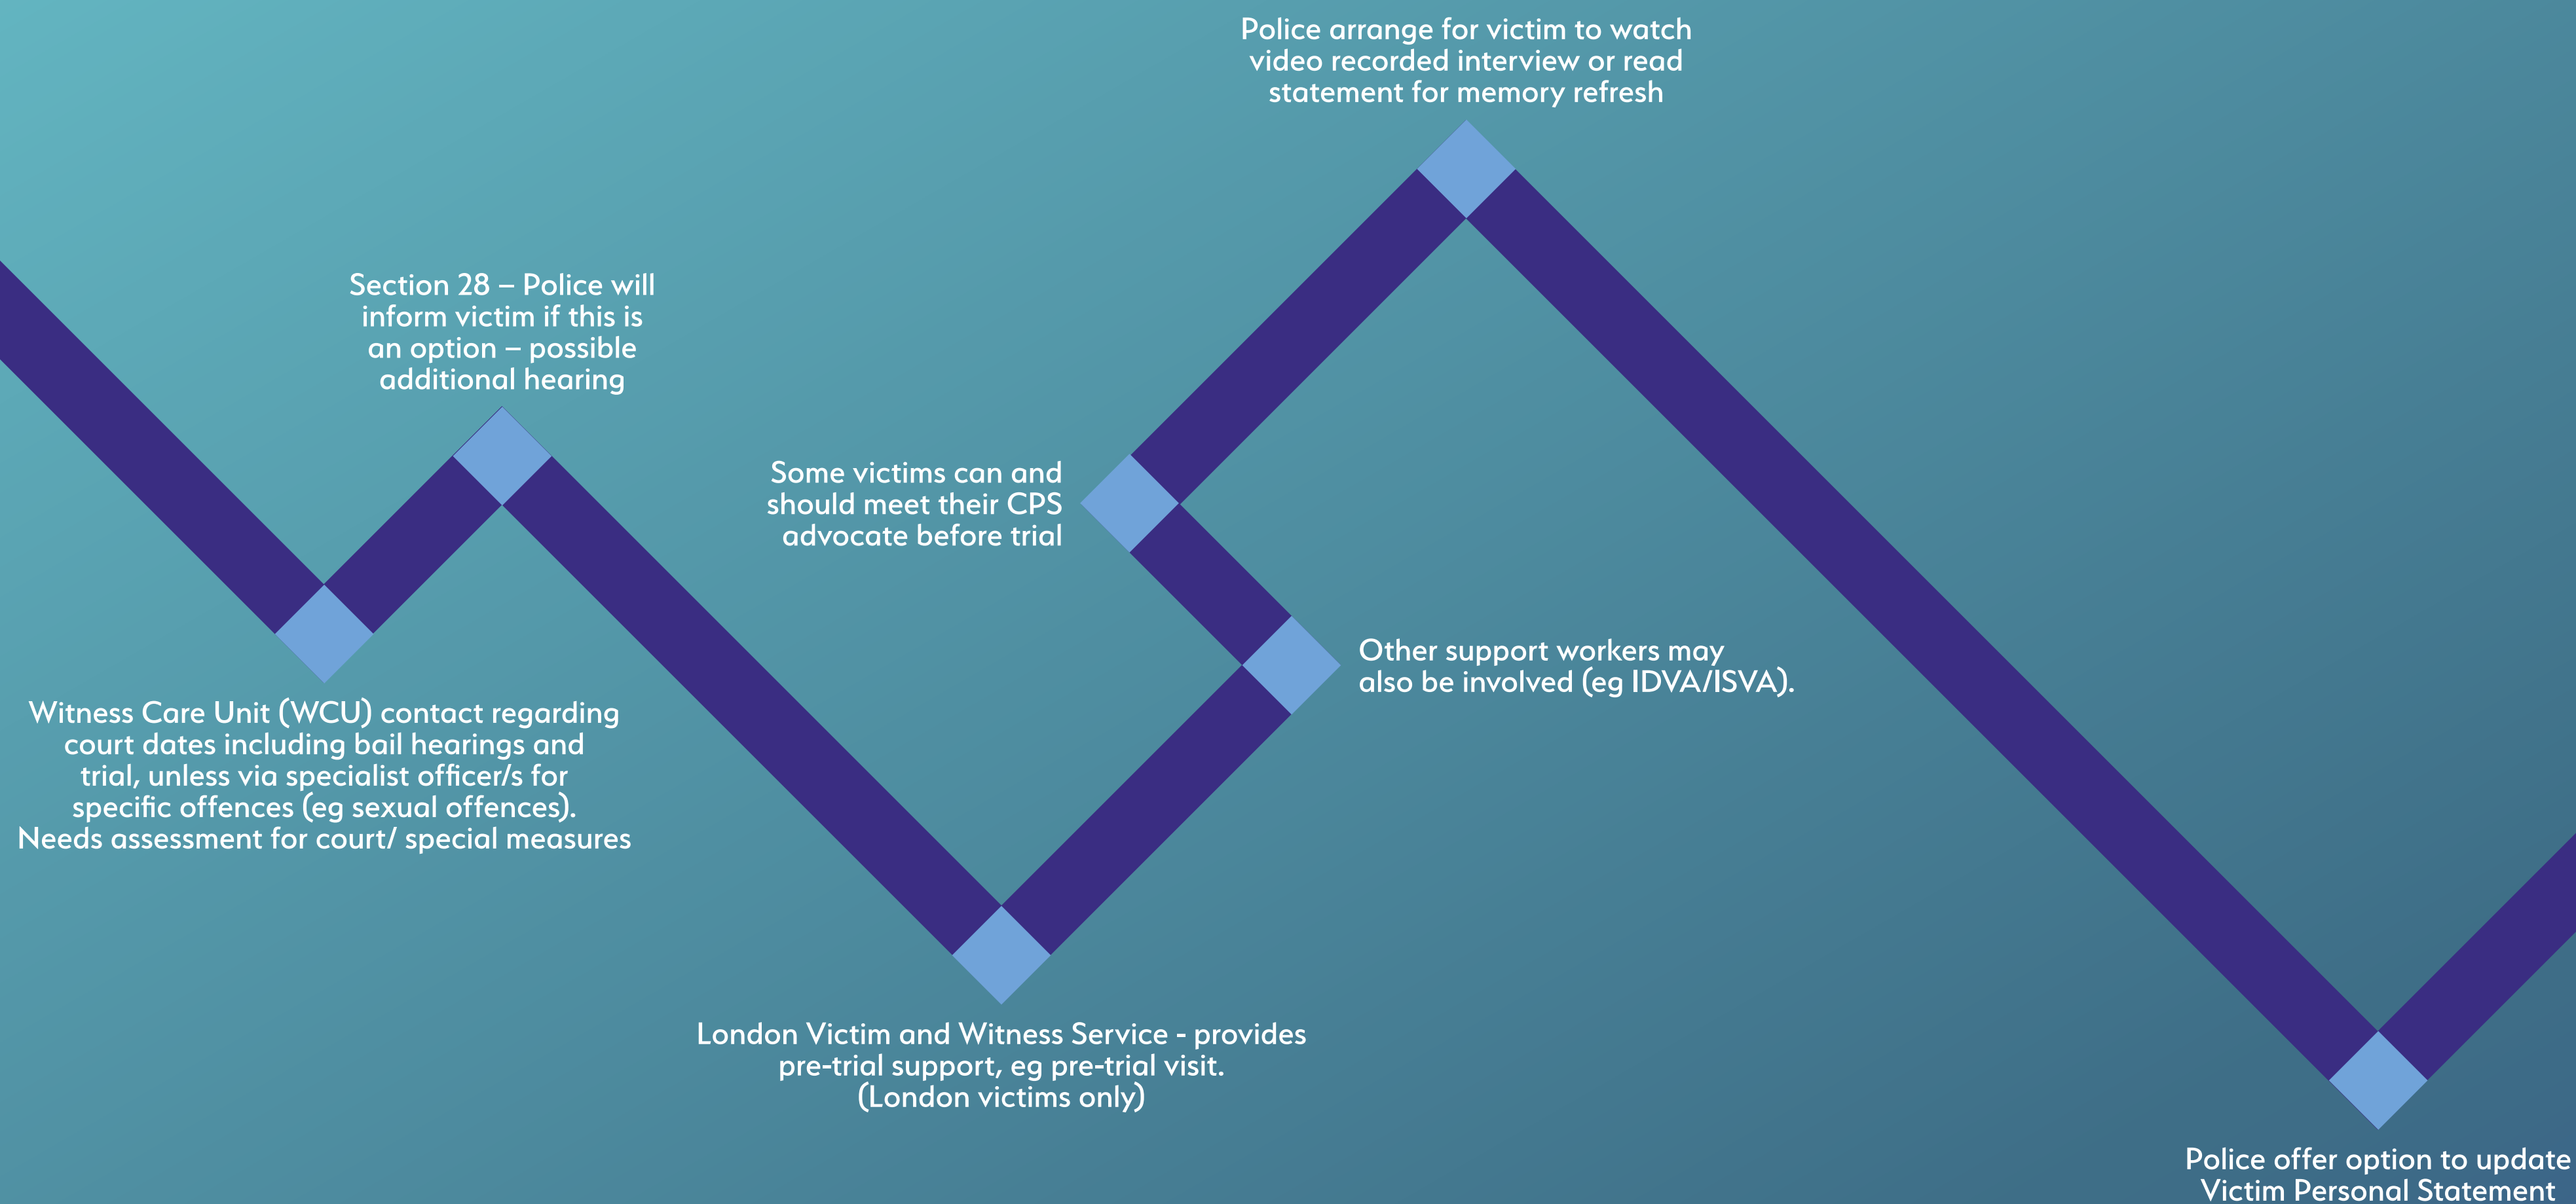 Police arrange for victim to watch
video recorded interview or read
statement for memory refresh
Section 28 – Police will
inform victim if this is
an option – possible
additional hearing
Some victims can and
should meet their CPS
advocate before trial
Other support workers may
also be involved (eg IDVA/ISVA).
Witness Care Unit (WCU) contact regarding
court dates including bail hearings and
trial, unless via specialist officer/s for
specific offences (eg sexual offences).
Needs assessment for court/ special measures
London Victim and Witness Service - provides
pre-trial support, eg pre-trial visit.
(London victims only)
Police offer option to update
Victim Personal Statement